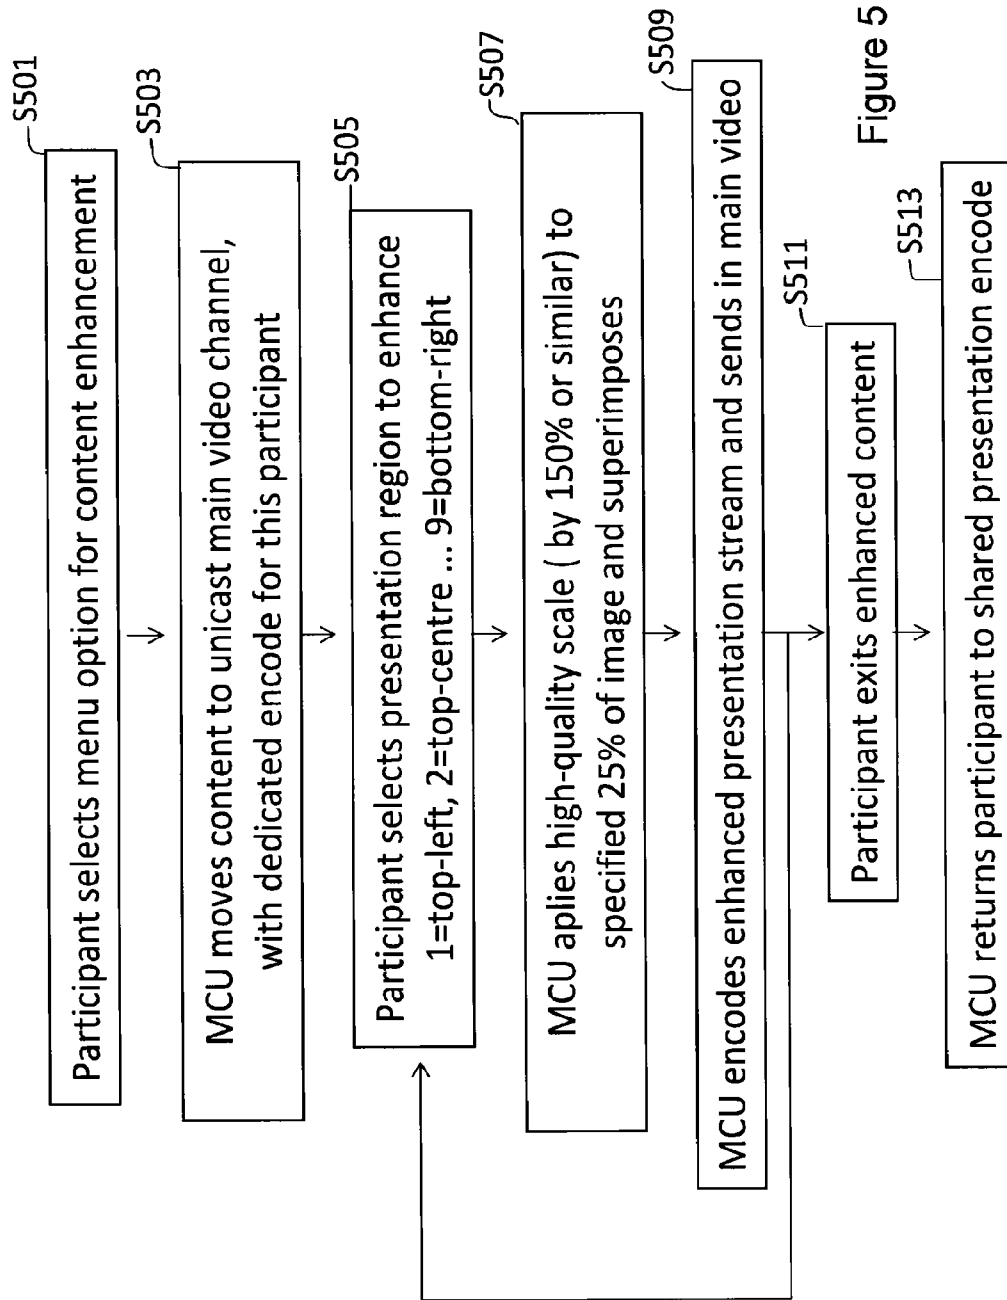 S501
Participant selects menu option for content enhancement
S503
MCU moves content to unicast main video channel,
with dedicated encode for this participant
S505
Participant selects presentation region to enhance
1=top-left, 2=top-centre ... 9=bottom-right
S507
MCU aplies high-quality scale ( by 150% or similar) to
specified 25% of image and superimposes
S509
MCU encodes enhanced presentation stream and sends in main video
S511
Participant exits enhanced content
S513
MCU returns participant to shared presentation encode
Figure 5